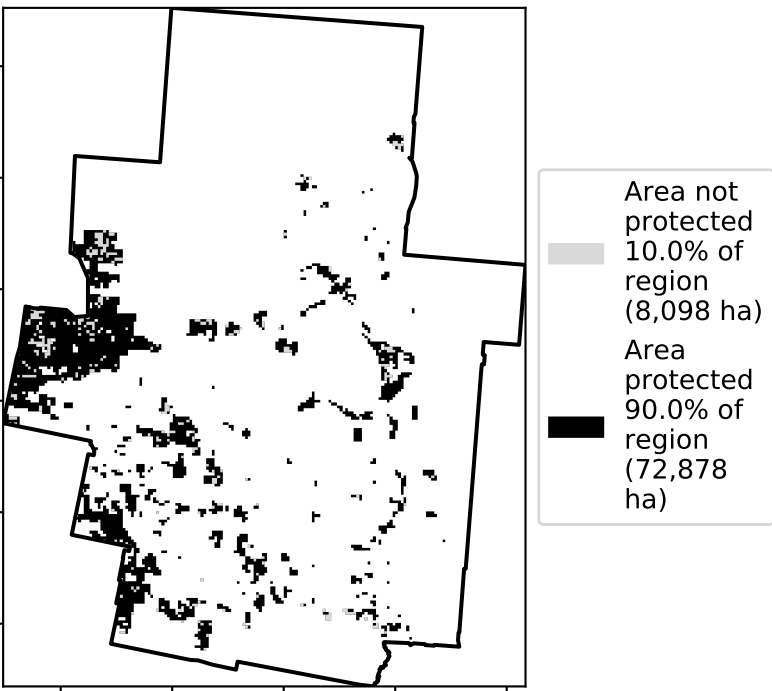 Area not
protected
10.0% of
region
(8,098 ha)
Area
protected
90.0% of
region
(72,878
ha)